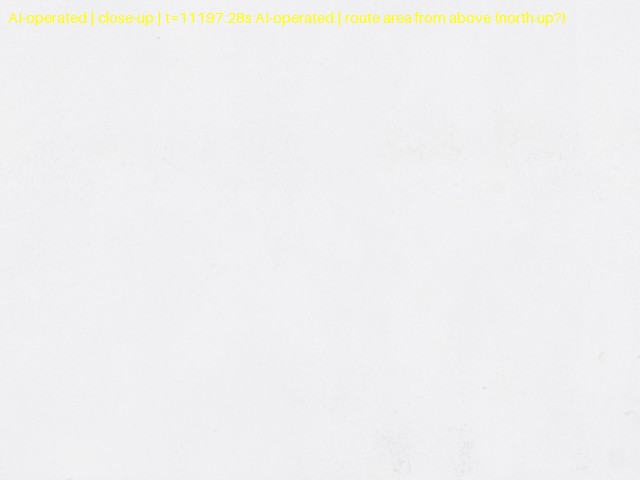 AI-operated | close-up | t=11197.28s AI-operated | route area from above (north up?)